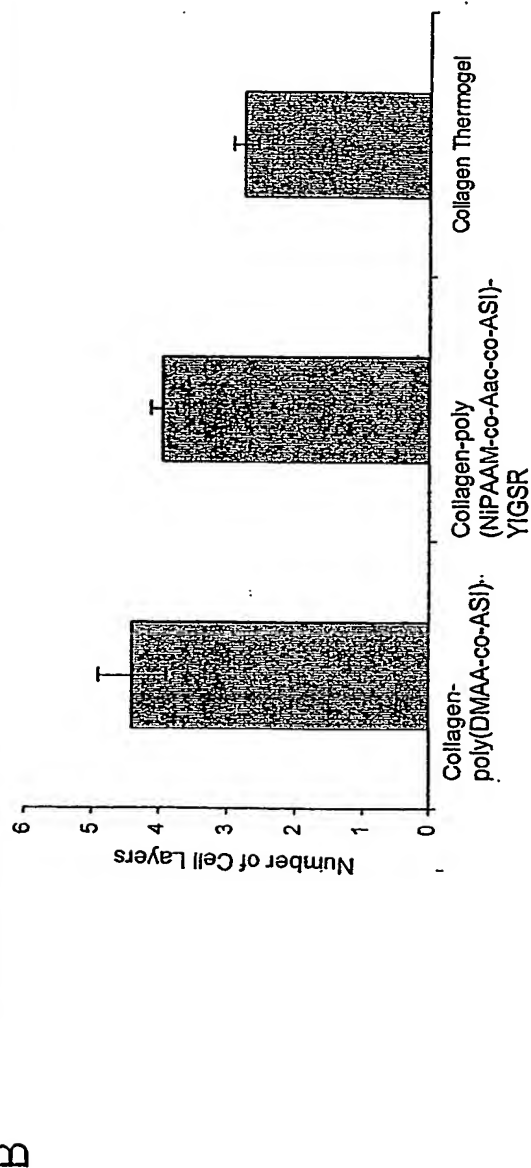 B
Number of Cell Layers
6
5
4
3
2
1
0
Collagen-
poly(DMAA-co-ASI)-
Collagen-poly
(NiPAAM-co-Aac-co-ASI)-
YIGSR
Collagen Thermogel